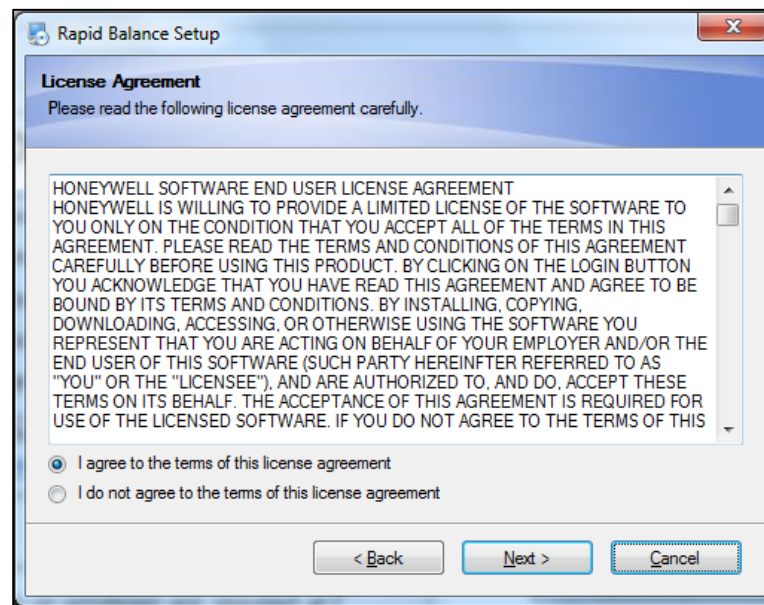 Rapid Balance Setup
License Agreement
Please read the following license agreement carefully.
HONEYWELL SOFTWARE END USER LICENSE AGREEMENT
HONEYWELL IS WILLING TO PROVIDE A LIMITED LICENSE OF THE SOFTWARE TO
YOU ONLY ON THE CONDITION THAT YOU ACCEPT ALL OF THE TERMS IN THIS
AGREEMENT. PLEASE READ THE TERMS AND CONDITIONS OF THIS AGREEMENT
CAREFULLY BEFORE USING THIS PRODUCT. BY CLICKING ON THE LOGIN BUTTON
YOU ACKNOWLEDGE THAT YOU HAVE READ THIS AGREEMENT AND AGREE TO BE
BOUND BY ITS TERMS AND CONDITIONS. BY INSTALLING, COPYING,
DOWNLOADING, ACCESSING, OR OTHERWISE USING THE SOFTWARE YOU
REPRESENT THAT YOU ARE ACTING ON BEHALF OF YOUR EMPLOYER AND/OR THE
END USER OF THIS SOFTWARE (SUCH PARTY HEREINFTER REFERRED TO AS
"YOU" OR THE "LICENSEE"), AND ARE AUTHORIZED TO, AND DO, ACCEPT THESE
TERMS ON ITS BEHALF. THE ACCEPTANCE OF THIS AGREEMENT IS REQUIRED FOR
USE OF THE LICENSED SOFTWARE. IF YOU DO NOT AGREE TO THE TERMS OF THIS
I agree to the terms of this license agreement
I do not agree to the terms of this license agreement
< Back Next > Cancel